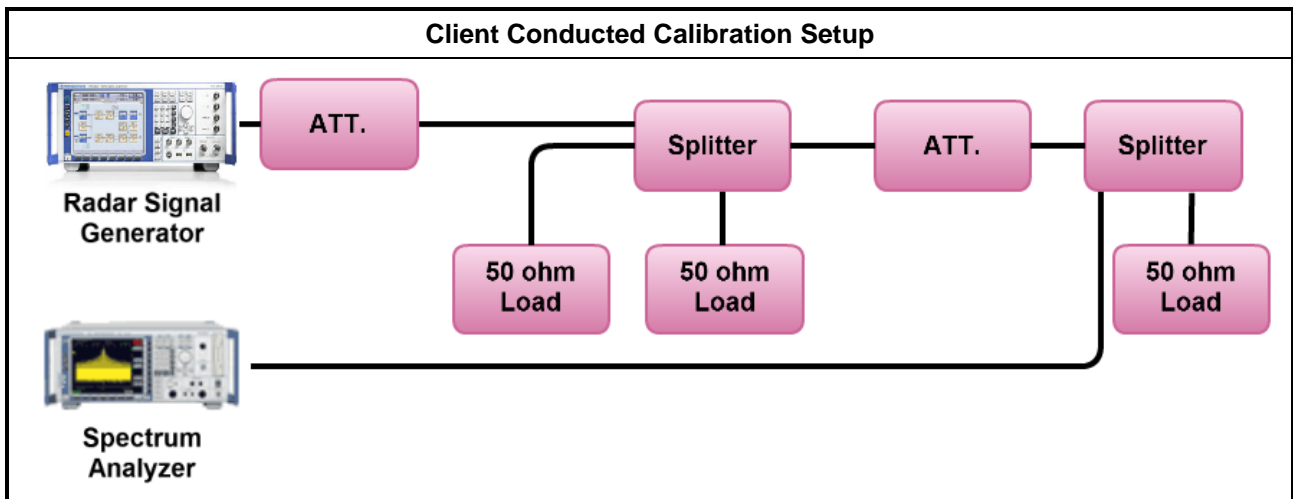 Client Conducted Calibration Setup
ATT.
Splitter
ATT.
Splitter
Radar Signal
Generator
50 ohm
Load
50 ohm
Load
50 ohm
Load
Spectrum
Analyzer